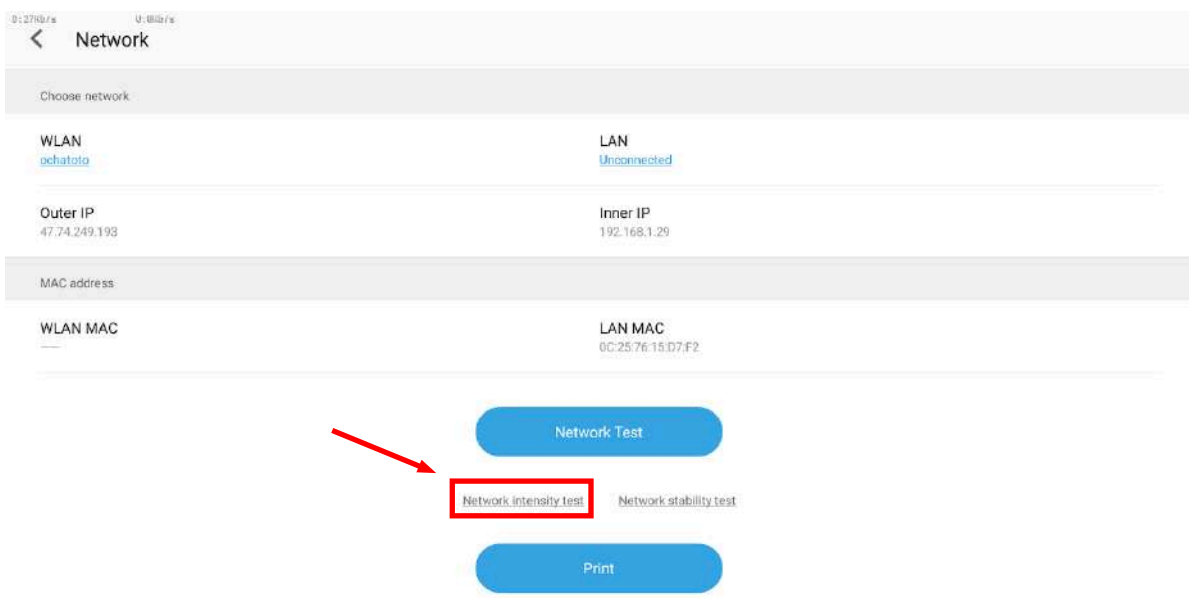 D:27Kb/s
Network
Choose network
WLAN
LAN
ochatoto
Unconnected
Outer IP
Inner IP
47.74.249.193
192.168.1.29
MAC address
WLAN MAC
LAN MAC
0C:25:76:15:D7:F2
Network Test
Network intensity test
Network stability test
Print